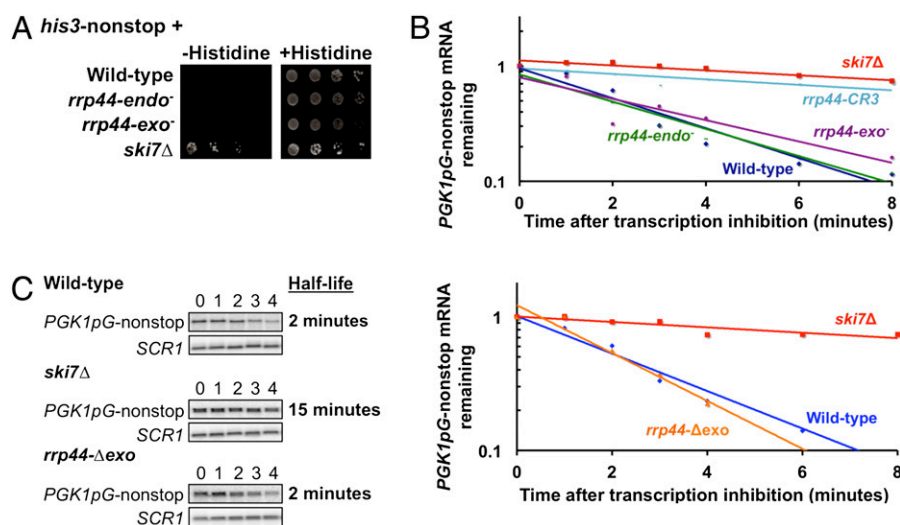 A
his3-nonstop +
-Histidine +Histidine
Wild-type
rrp44-endo-
rrp44-exo-
ski7Δ
B
PGK1pG-nonstop mRNA
remaining
1
0.1
0 2 4 6 8
Time after transcription inhibition (minutes)
ski7Δ
rrp44-CR3
rrp44-exo-
rrp44-endo-
Wild-type
C
Wild-type
Half-life
0 1 2 3 4
PGK1pG-nonstop
2 minutes
SCR1
ski7Δ
0 1 2 3 4
PGK1pG-nonstop
15 minutes
SCR1
rrp44-Δexo
0 1 2 3 4
PGK1pG-nonstop
2 minutes
SCR1
PGK1pG-nonstop mRNA
remaining
1
0.1
0 2 4 6 8
Time after transcription inhibition (minutes)
ski7Δ
Wild-type
rrp44-Δexo